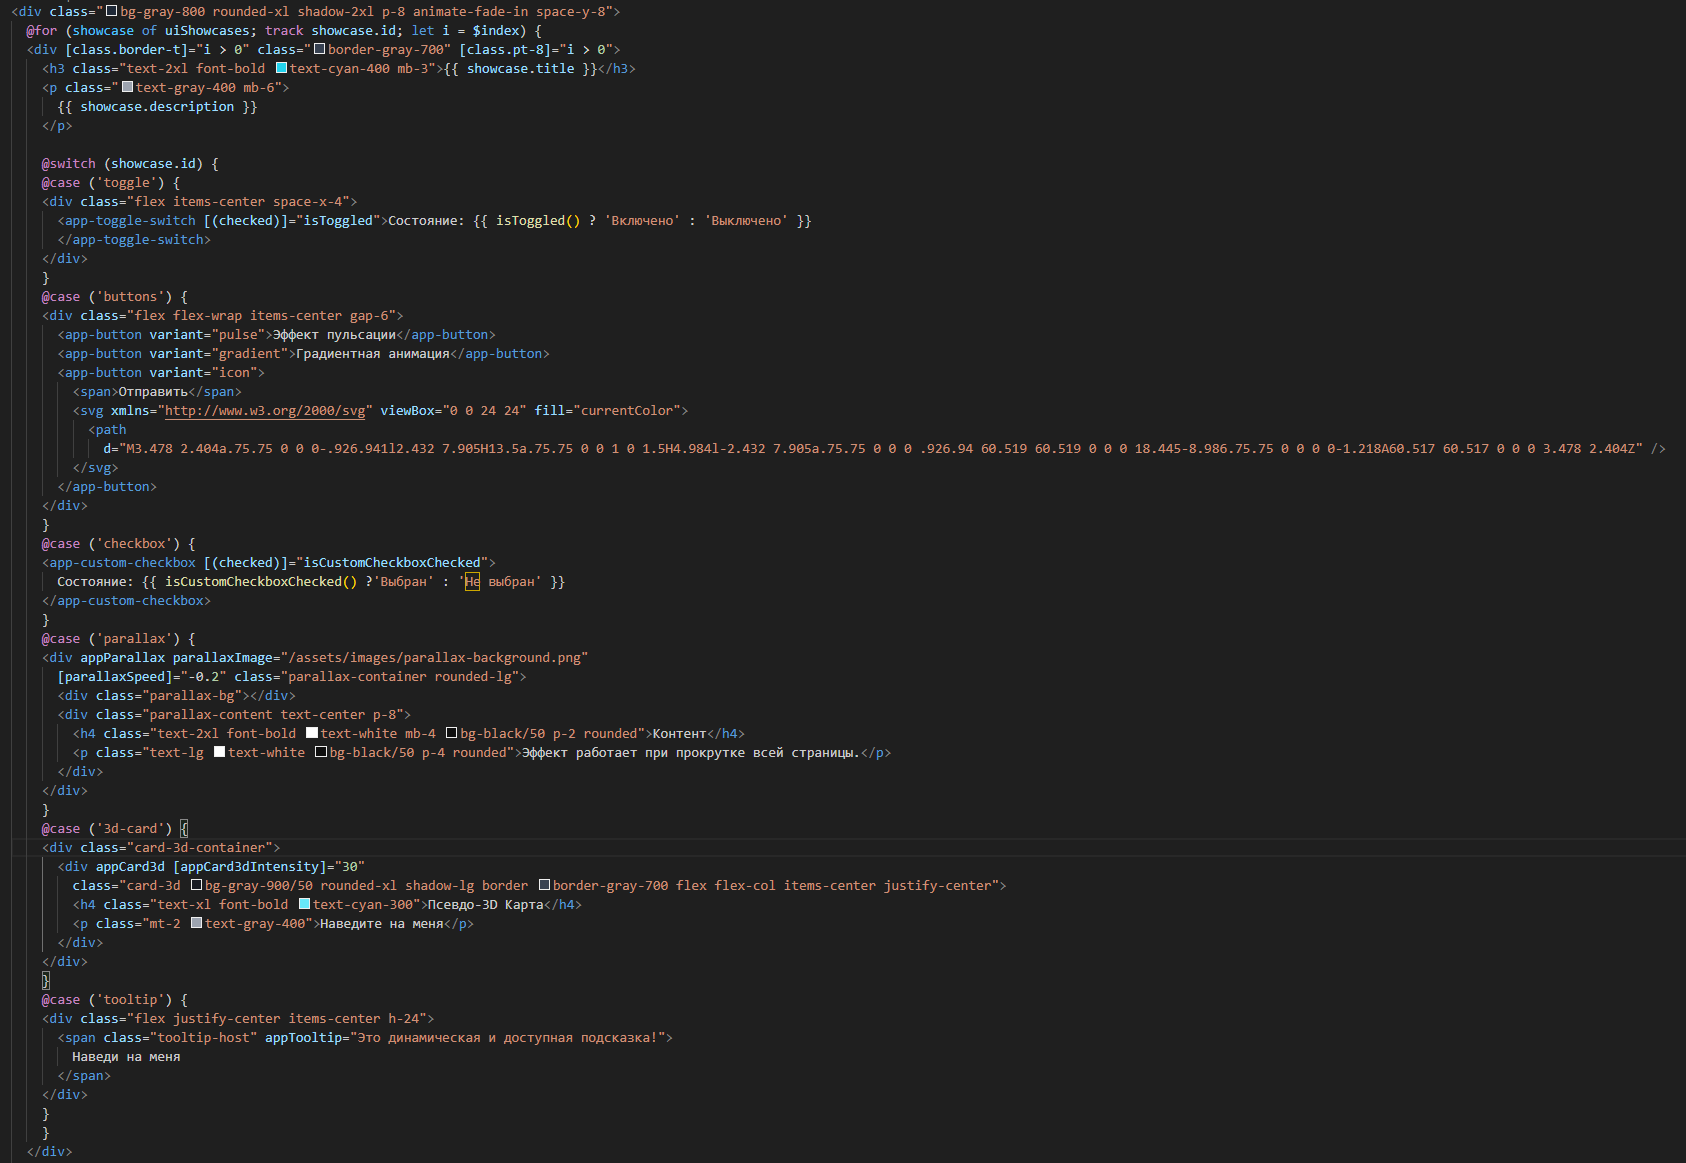 <div class="bg-gray-800 rounded-xl shadow-2xl p-8 animate-fade-in space-y-8">
  @for (showcase of uiShowcases; track showcase.id; let i = $index) {
  <div [class.border-t]="i > 0" class="border-gray-700" [class.pt-8]="i > 0">
    <h3 class="text-2xl font-bold text-cyan-400 mb-3">{{ showcase.title }}</h3>
    <p class="text-gray-400 mb-6">
      {{ showcase.description }}
    </p>

    @switch (showcase.id) {
    @case ('toggle') {
    <div class="flex items-center space-x-4">
      <app-toggle-switch [(checked)]="isToggled">Состояние: {{ isToggled() ? 'Включено' : 'Выключено' }}
      </app-toggle-switch>
    </div>
    }
    @case ('buttons') {
    <div class="flex flex-wrap items-center gap-6">
      <app-button variant="pulse">Эффект пульсации</app-button>
      <app-button variant="gradient">Градиентная анимация</app-button>
      <app-button variant="icon">
        <span>Отправить</span>
        <svg xmlns="http://www.w3.org/2000/svg" viewBox="0 0 24 24" fill="currentColor">
          <path
            d="M3.478 2.404a.75.75 0 0 0-.926.941l2.432 7.905H13.5a.75.75 0 0 1 0 1.5H4.984l-2.432 7.905a.75.75 0 0 0 .926.94 60.519 60.519 0 0 0 18.445-8.986.75.75 0 0 0 0-1.218A60.517 60.517 0 0 0 3.478 2.404Z" />
        </svg>
      </app-button>
    </div>
    }
    @case ('checkbox') {
    <app-custom-checkbox [(checked)]="isCustomCheckboxChecked">
      Состояние: {{ isCustomCheckboxChecked() ?'Выбран' : 'Не выбран' }}
    </app-custom-checkbox>
    }
    @case ('parallax') {
    <div appParallax parallaxImage="/assets/images/parallax-background.png"
      [parallaxSpeed]="-0.2" class="parallax-container rounded-lg">
      <div class="parallax-bg"></div>
      <div class="parallax-content text-center p-8">
        <h4 class="text-2xl font-bold text-white mb-4 bg-black/50 p-2 rounded">Контент</h4>
        <p class="text-lg text-white bg-black/50 p-4 rounded">Эффект работает при прокрутке всей страницы.</p>
      </div>
    </div>
    }
    @case ('3d-card') {
    <div class="card-3d-container">
      <div appCard3d [appCard3dIntensity]="30"
        class="card-3d bg-gray-900/50 rounded-xl shadow-lg border border-gray-700 flex flex-col items-center justify-center">
        <h4 class="text-xl font-bold text-cyan-300">Псевдо-3D Карта</h4>
        <p class="mt-2 text-gray-400">Наведите на меня</p>
      </div>
    </div>
    }
    @case ('tooltip') {
    <div class="flex justify-center items-center h-24">
      <span class="tooltip-host" appTooltip="Это динамическая и доступная подсказка!">
        Наведи на меня
      </span>
    </div>
    }
    }
  </div>